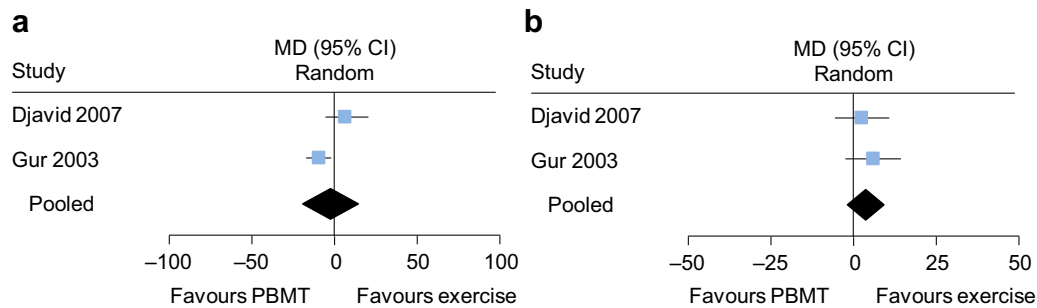 a
MD (95% CI)
Study
Random
Djavid 2007
Gur 2003
Pooled
–100
–50
0
50
100
Favours PBMT
Favours exercise
b
MD (95% CI)
Study
Random
Djavid 2007
Gur 2003
Pooled
–50
–25
0
25
50
Favours PBMT
Favours exercise